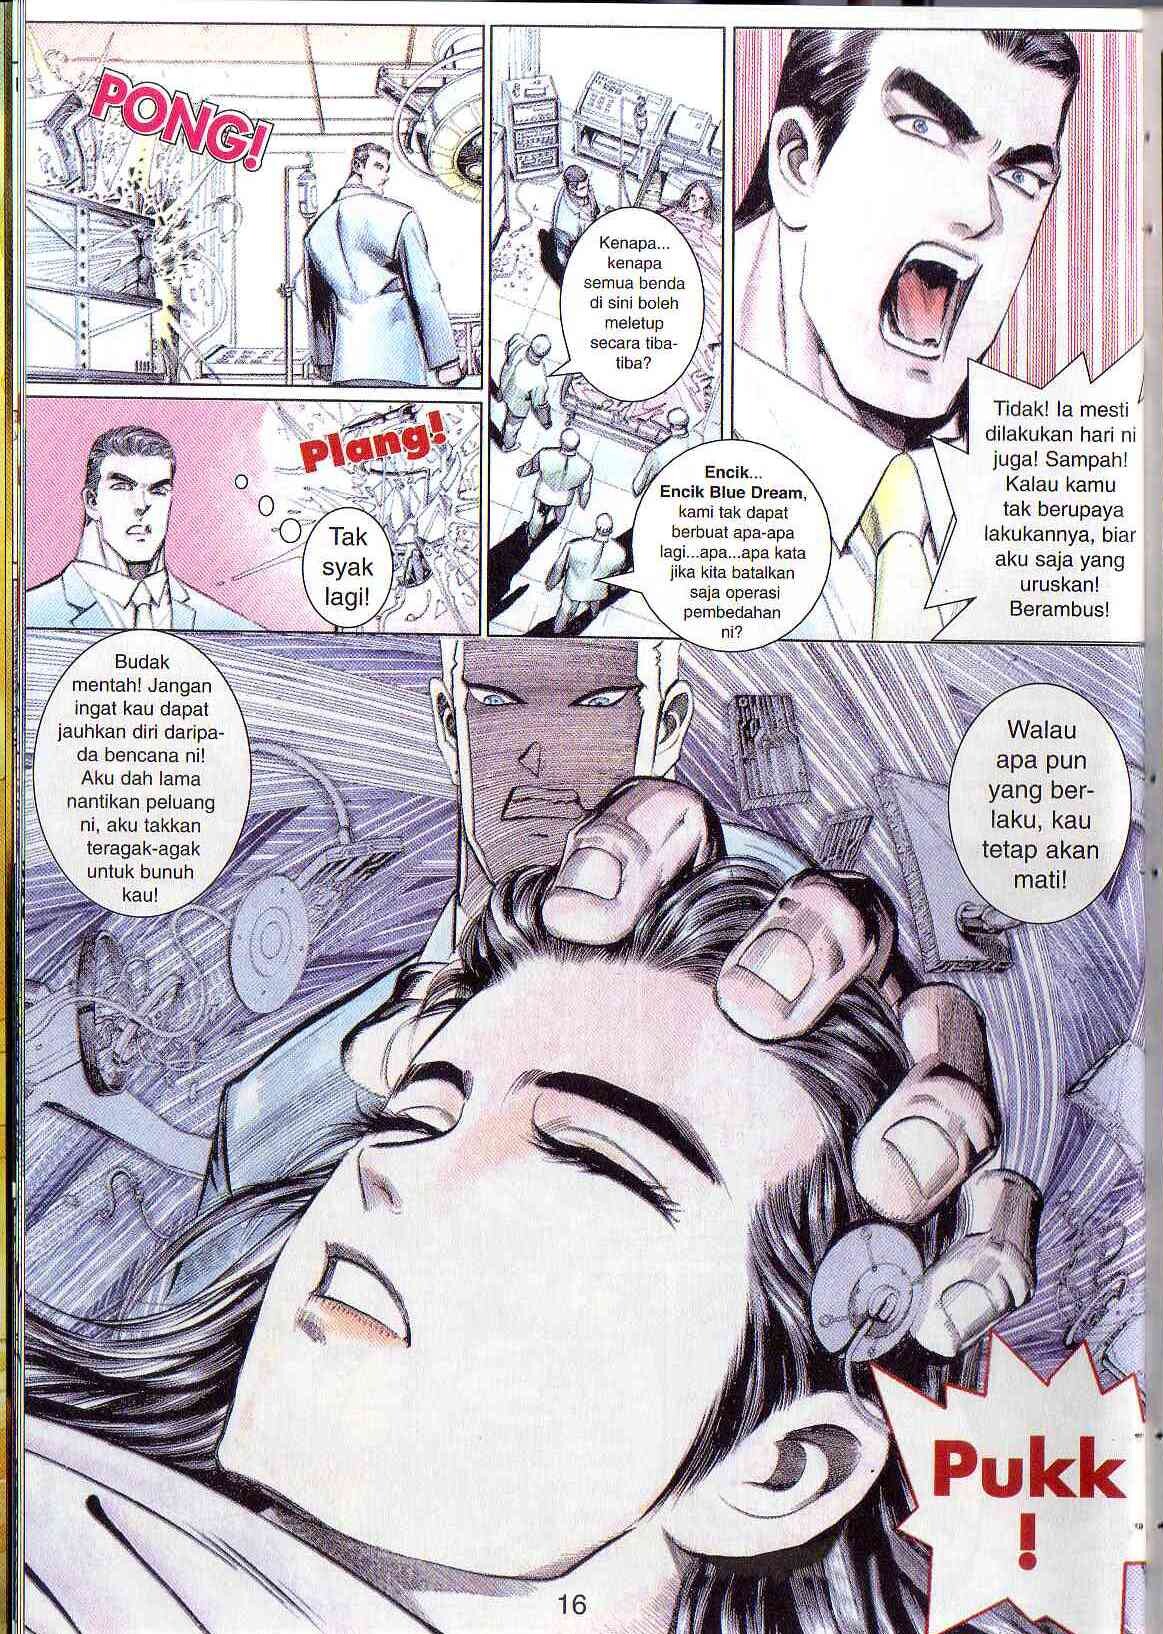 PONG!
Kenapa...
kenapa
semua benda
di sini boleh
meletup
secara tiba-
tiba?
Encik...
Encik Blue Dream,
kami tak dapat
berbuat apa-apa
lagi...apa...apa kata
jika kita batalkan
saja operasi
pembedahan
ni?
Tidak! Ia mesti
dilakukan hari ni
juga! Sampah!
Kalau kamu
tak berupaya
lakukannya, biar
aku saja yang
uruskan!
Berambus!
Plang!
Tak
syak
lagi!
Budak
mentah! Jangan
ingat kau dapat
jauhkan diri daripa-
da bencana ni!
Aku dah lama
nantikan peluang
ni, aku takkan
teragak-agak
untuk bunuh
kau!
Walau
apa pun
yang ber-
laku, kau
tetap akan
mati!
Pukk
!
16